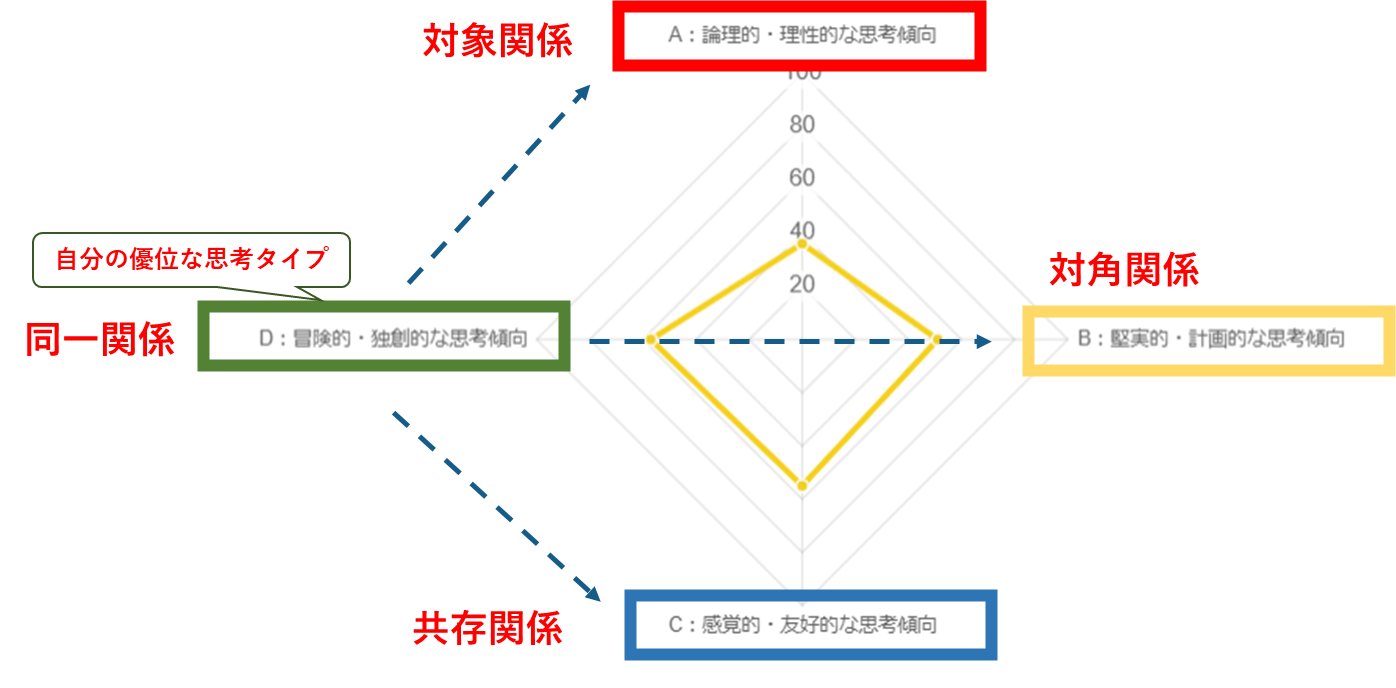 対象関係
A：論理的・理性的な思考傾向
100
80
60
40
20
自分の優位な思考タイプ
同一関係
D：冒険的・独創的な思考傾向
対角関係
B：堅実的・計画的な思考傾向
共存関係
C：感覚的・友好的な思考傾向